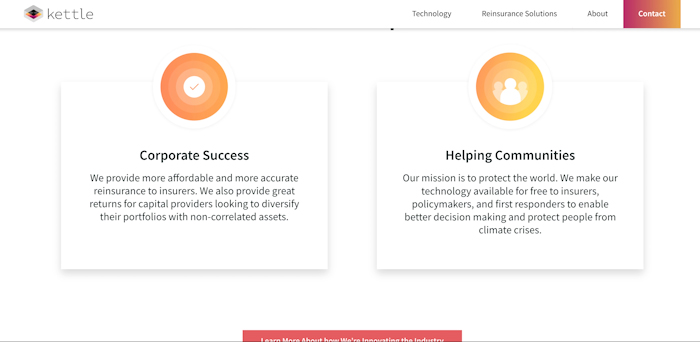 kettle
Technology
Reinsurance Solutions
About
Contact
Corporate Success
We provide more affordable and more accurate
reinsurance to insurers. We also provide great
returns for capital providers looking to diversify
their portfolios with non-correlated assets.
Helping Communities
Our mission is to protect the world. We make our
technology available for free to insurers,
policymakers, and first responders to enable
better decision making and protect people from
climate crises.
Learn More About how We're Innovating the Industry